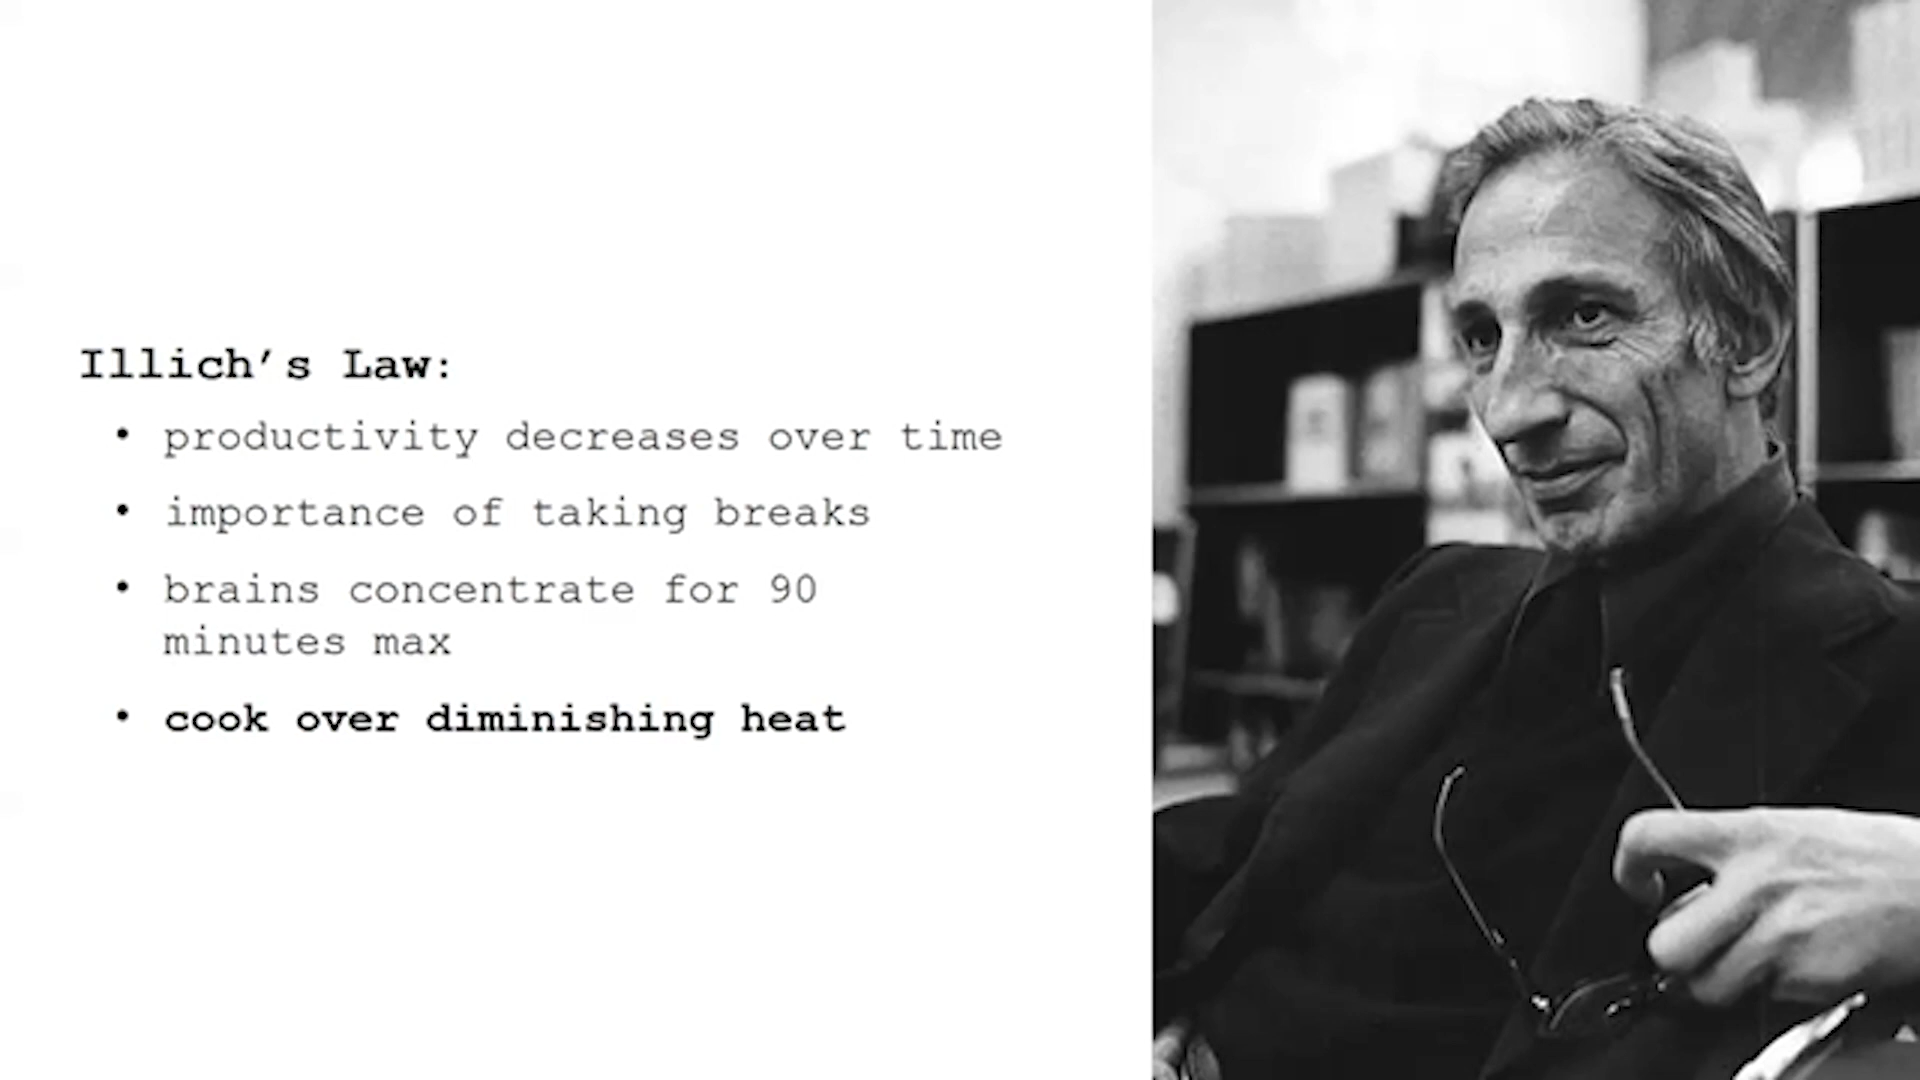 Illich’s Law:
• productivity decreases over time
• importance of taking breaks
• brains concentrate for 90
minutes max
• cook over diminishing heat